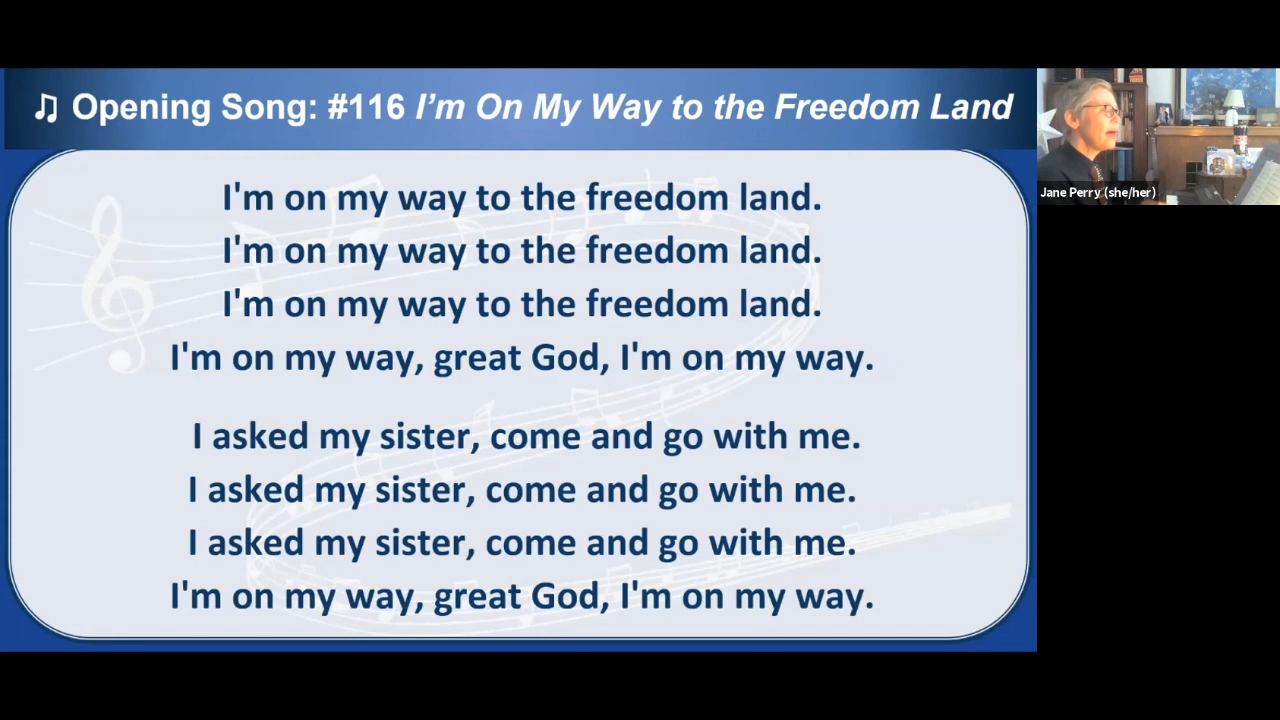 ♫ Opening Song: #116 I’m On My Way to the Freedom Land
I'm on my way to the freedom land.
I'm on my way to the freedom land.
I'm on my way to the freedom land.
I'm on my way, great God, I'm on my way.
I asked my sister, come and go with me.
I asked my sister, come and go with me.
I asked my sister, come and go with me.
I'm on my way, great God, I'm on my way.
Jane Perry (she/her)